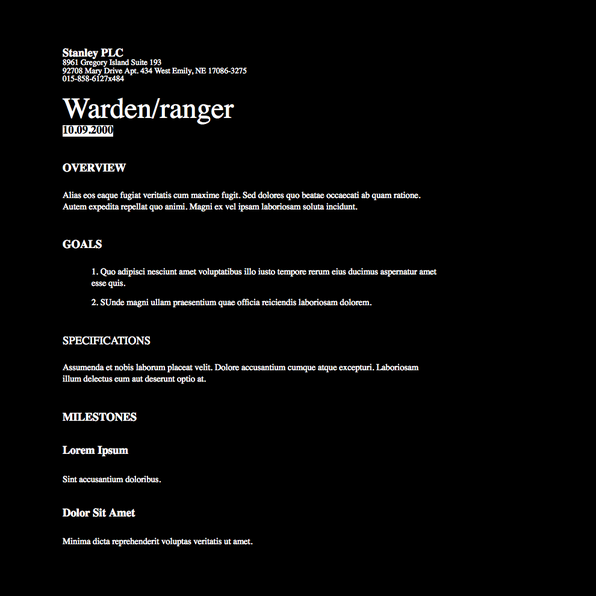 Stanley PLC
8961 Gregory Island Suite 193
92708 Mary Drive Apt. 434 West Emily, NE 17086-3275
015-858-6127x484
Warden/ranger
10.09.2000
OVERVIEW
Alias eos eaque fugiat veritatis cum maxime fugit. Sed dolores quo beatae occaecati ab quam ratione.
Autem expedita repellat quo animi. Magni ex vel ipsam laboriosam soluta incidunt.
GOALS
1. Quo adipisci nesciunt amet voluptatibus illo iusto tempore rerum eius ducimus aspernatur amet
esse quis.
2. SUnde magni ullam praesentium quae officia reiciendis laboriosam dolorem.
SPECIFICATIONS
Assumenda et nobis laborum placeat velit. Dolore accusantium cumque atque excepturi. Laboriosam
illum delectus eum aut deserunt optio at.
MILESTONES
Lorem Ipsum
Sint accusantium doloribus.
Dolor Sit Amet
Minima dicta reprehenderit voluptas veritatis ut amet.